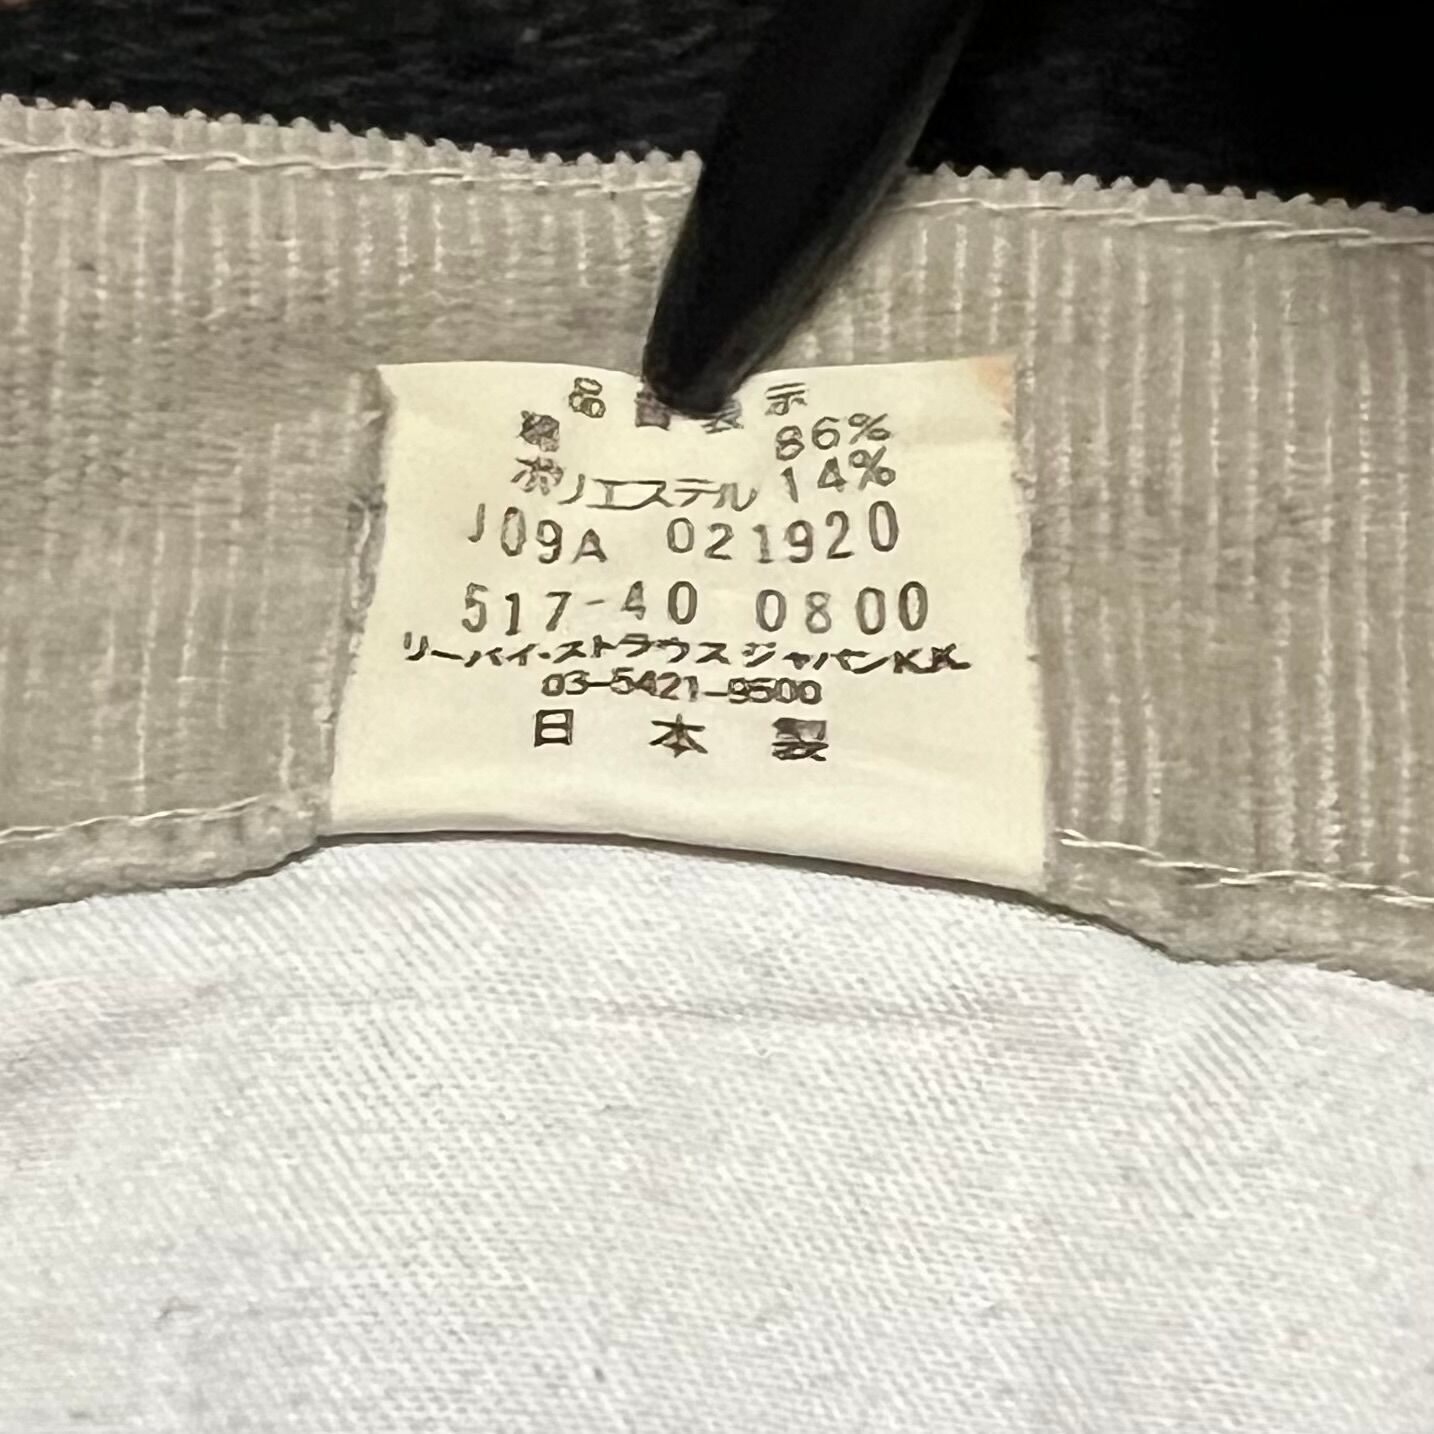 品質表示
綿 86%
ポリエステル 14%
J09A 021920
517-40 0800
リーバイ・ストラウス ジャパンK.K.
03-5421-9500
日本製